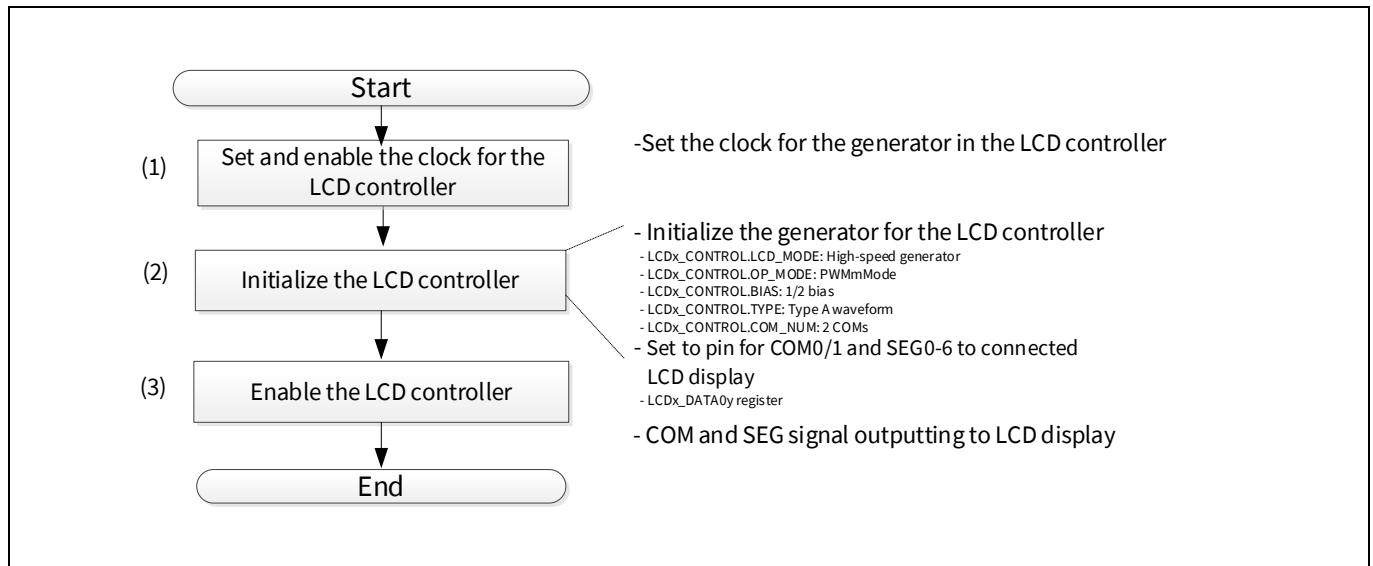 Start
(1)
Set and enable the clock for the
LCD controller
-Set the clock for the generator in the LCD controller
(2)
Initialize the LCD controller
- Initialize the generator for the LCD controller
- LCDx_CONTROL.LCD_MODE: High-speed generator
- LCDx_CONTROL.OP_MODE: PWMmMode
- LCDx_CONTROL.BIAS: 1/2 bias
- LCDx_CONTROL.TYPE: Type A waveform
- LCDx_CONTROL.COM_NUM: 2 COMs
- Set to pin for COM0/1 and SEG0-6 to connected
LCD display
- LCDx_DATA0y register
(3)
Enable the LCD controller
- COM and SEG signal outputting to LCD display
End